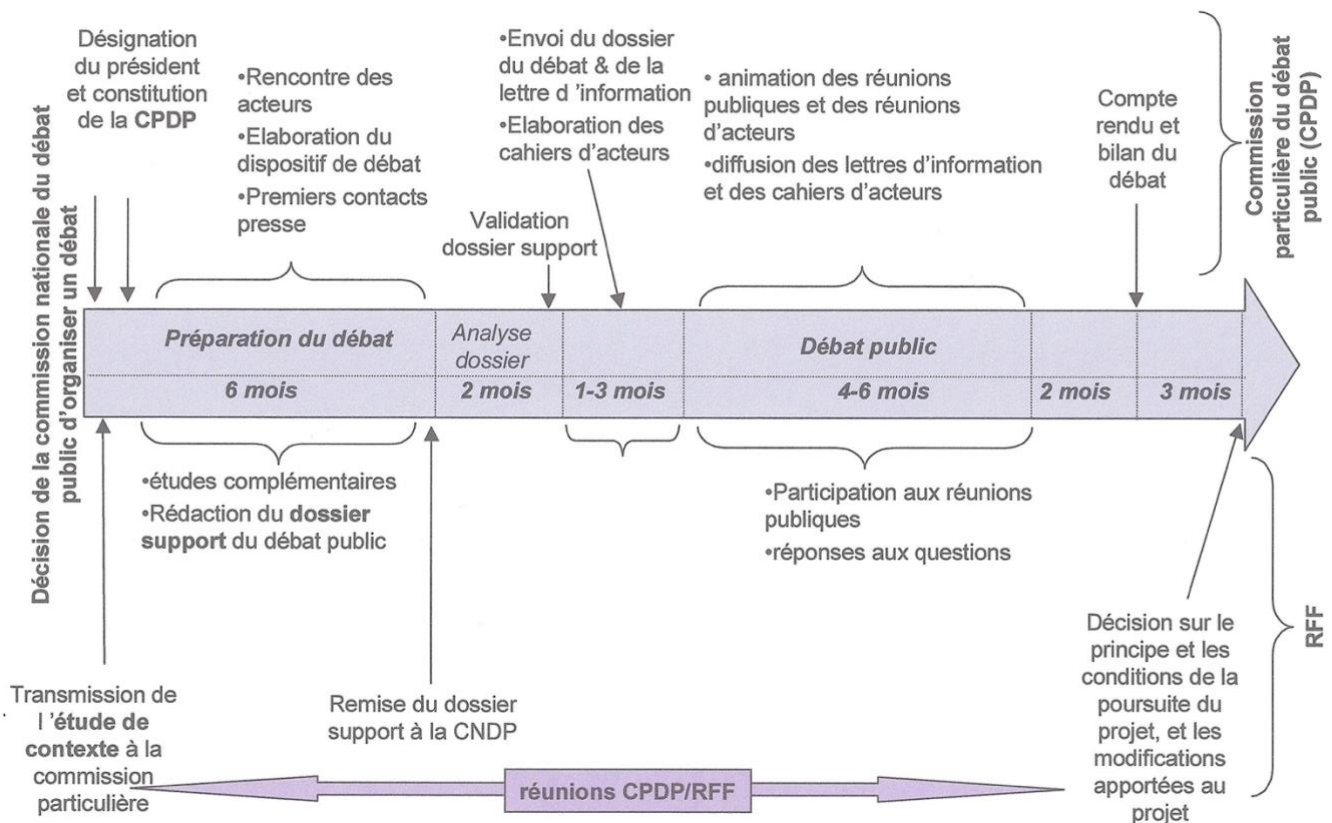 Décision de la commission nationale du débat
public d'organiser un débat
Désignation
du président
et constitution
de la CPDP
•Rencontre des
acteurs
•Elaboration du
dispositif de débat
•Premiers contacts
presse
•Envoi du dossier
du débat & de la
lettre d 'information
•Elaboration des
cahiers d'acteurs
Validation
dossier support
• animation des réunions
publiques et des réunions
d'acteurs
• diffusion des lettres d'information
et des cahiers d'acteurs
Compte
rendu et
bilan du
débat
Commission
particulière du débat
public (CPDP)
Préparation du débat
Analyse
dossier
Débat public
6 mois
2 mois
1-3 mois
4-6 mois
2 mois
3 mois
•études complémentaires
•Rédaction du dossier
support du débat public
•Participation aux réunions
publiques
•réponses aux questions
RFF
Transmission de
l 'étude de
contexte à la
commission
particulière
Remise du dossier
support à la CNDP
Décision sur le
principe et les
conditions de la
poursuite du
projet, et les
modifications
apportées au
projet
réunions CPDP/RFF